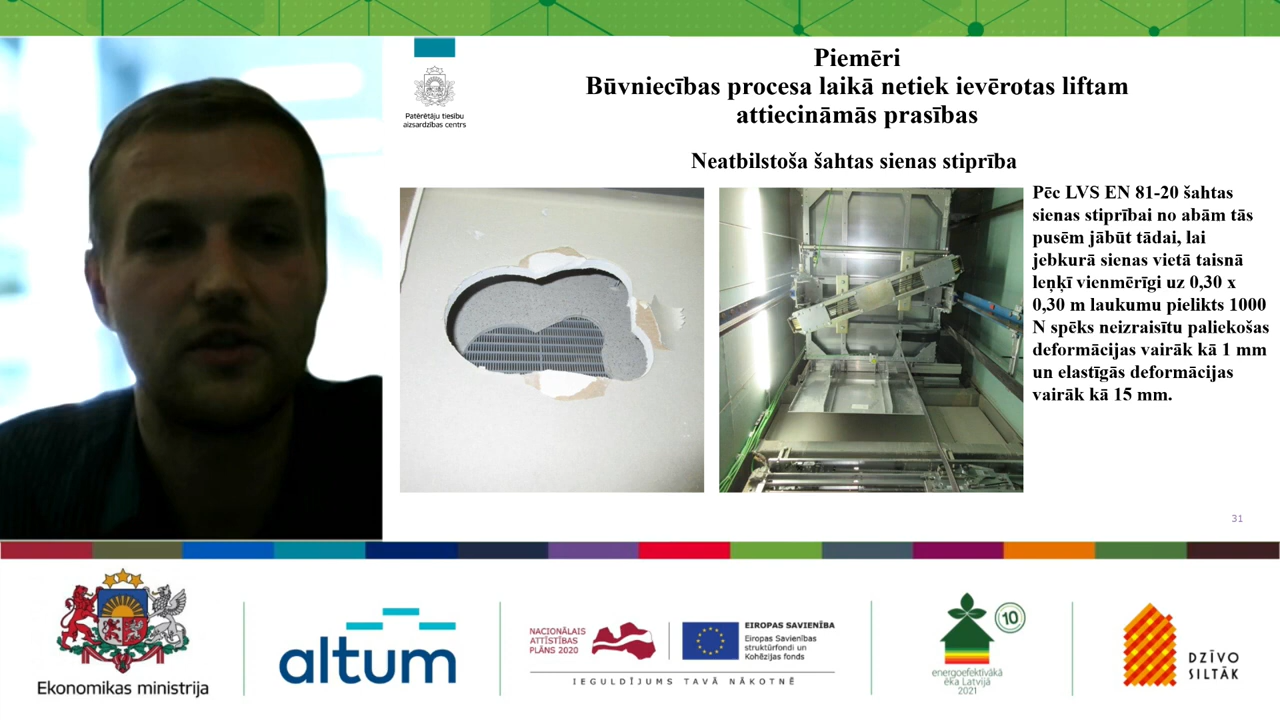 Patērētāju tiesību
aizsardzības centrs
Piemēri
Būvniecības procesa laikā netiek ievērotas liftam
attiecināmās prasības
Neatbilstoša šahtas sienas stiprība
Pēc LVS EN 81-20 šahtas
sienas stiprībai no abām tās
pusēm jābūt tādai, lai
jebkurā sienas vietā taisnā
leņķī vienmērīgi uz 0,30 x
0,30 m laukumu pielikts 1000
N spēks neizraisītu paliekošas
deformācijas vairāk kā 1 mm
un elastīgās deformācijas
vairāk kā 15 mm.
31
Ekonomikas ministrija
altum
NACIONĀLAIS
ATTĪSTĪBAS
PLĀNS 2020
EIROPAS SAVIENĪBA
Eiropas Savienības
struktūrfondi un
Kohēzijas fonds
IEGULDĪJUMS TAVĀ NĀKOTNĒ
10
energoefektīvākā
ēka Latvijā
2021
DZĪVO
SILTĀK